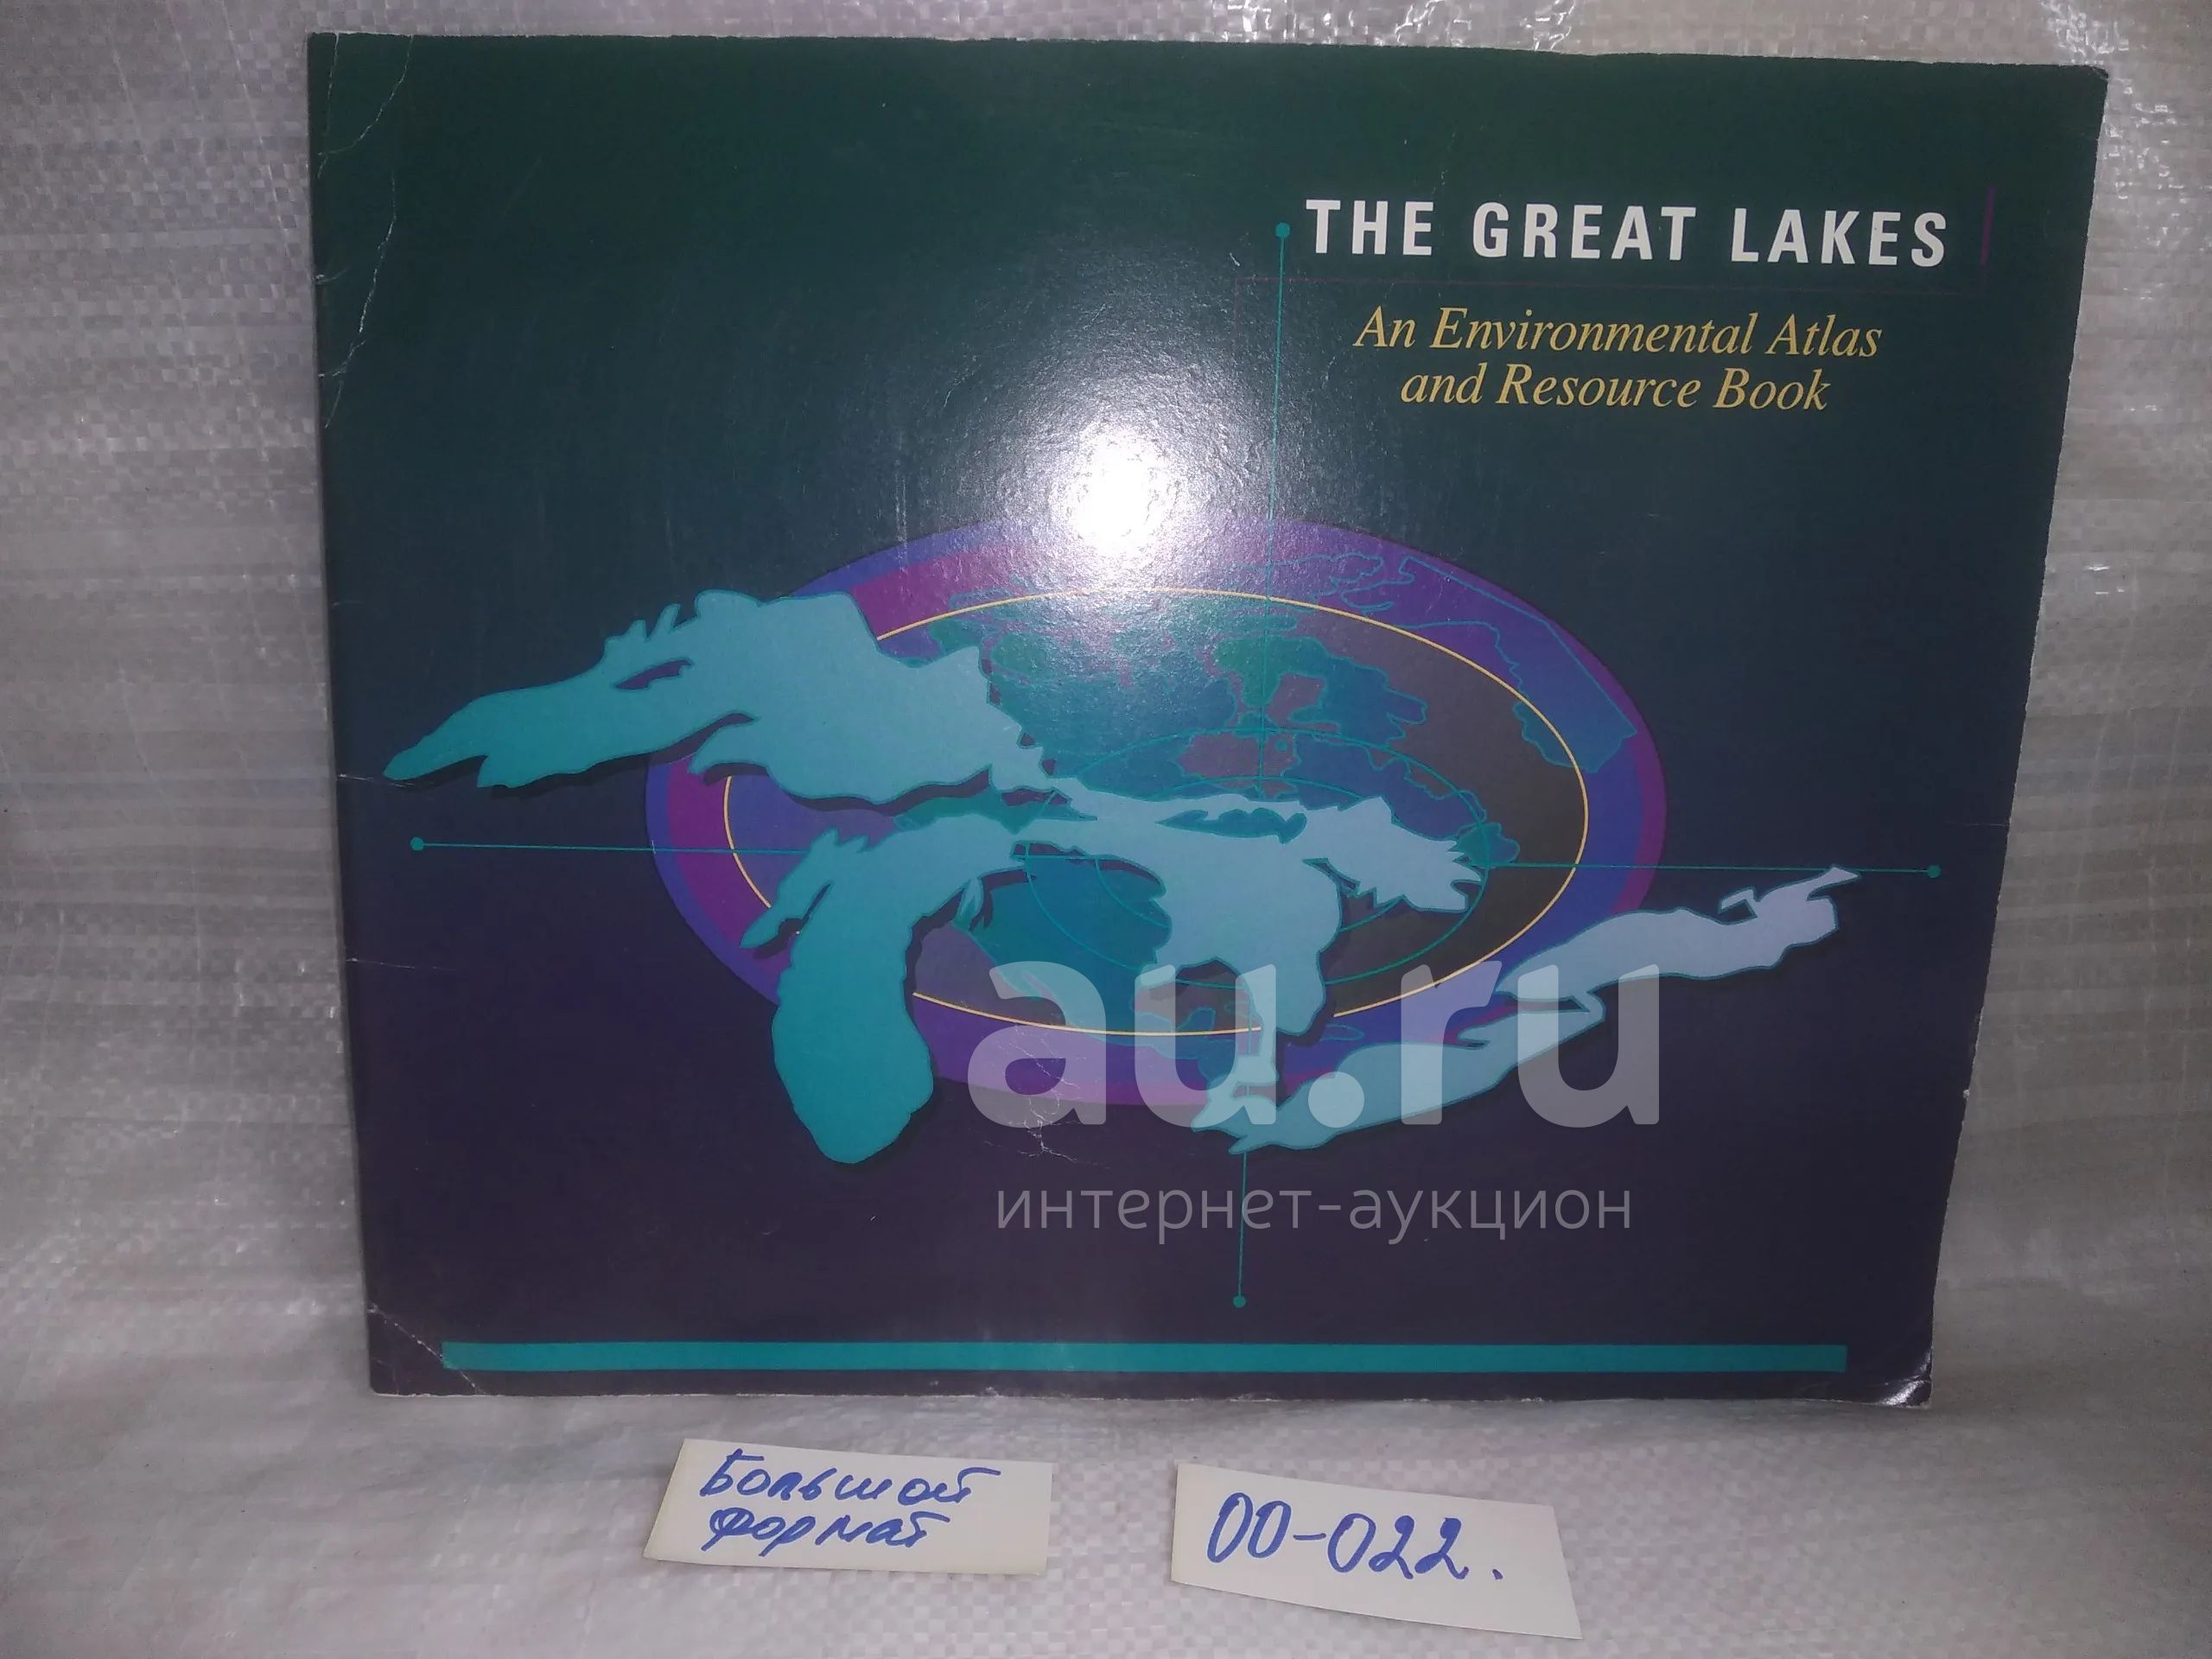 THE GREAT LAKES
An Environmental Atlas
and Resource Book
au.ru
интернет-аукцион
Большой
формат
00-022.